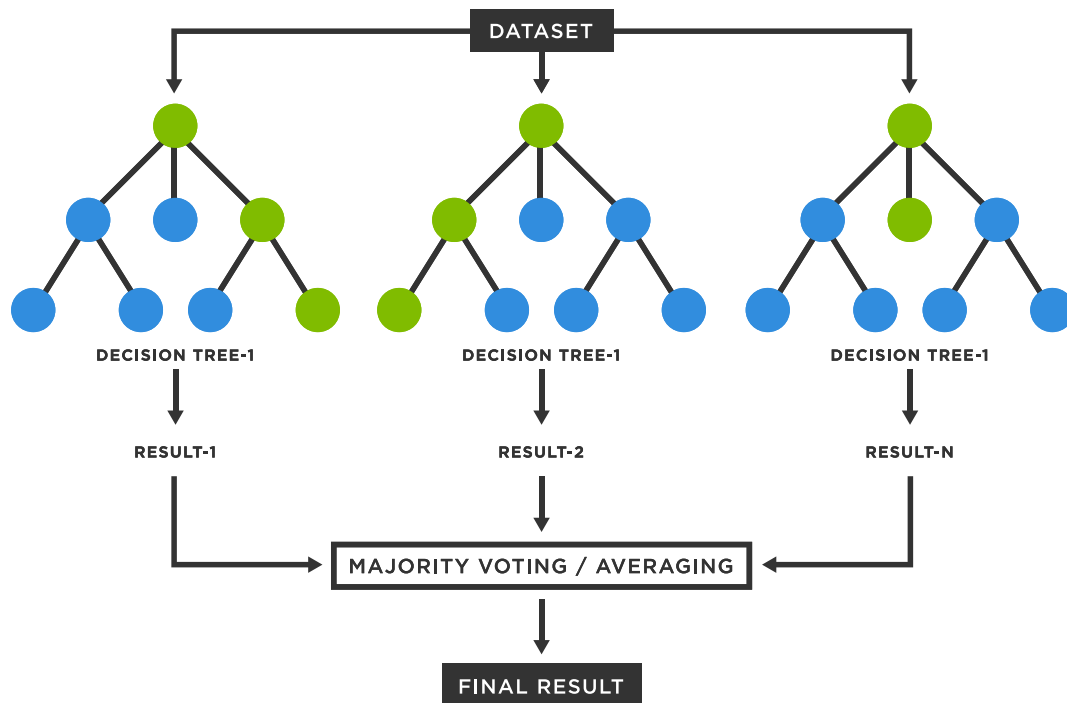 DATASET
DECISION TREE-1
DECISION TREE-1
DECISION TREE-1
RESULT-1
RESULT-2
RESULT-N
MAJORITY VOTING / AVERAGING
FINAL RESULT